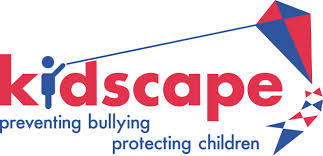 kidscape
preventing bullying
protecting children